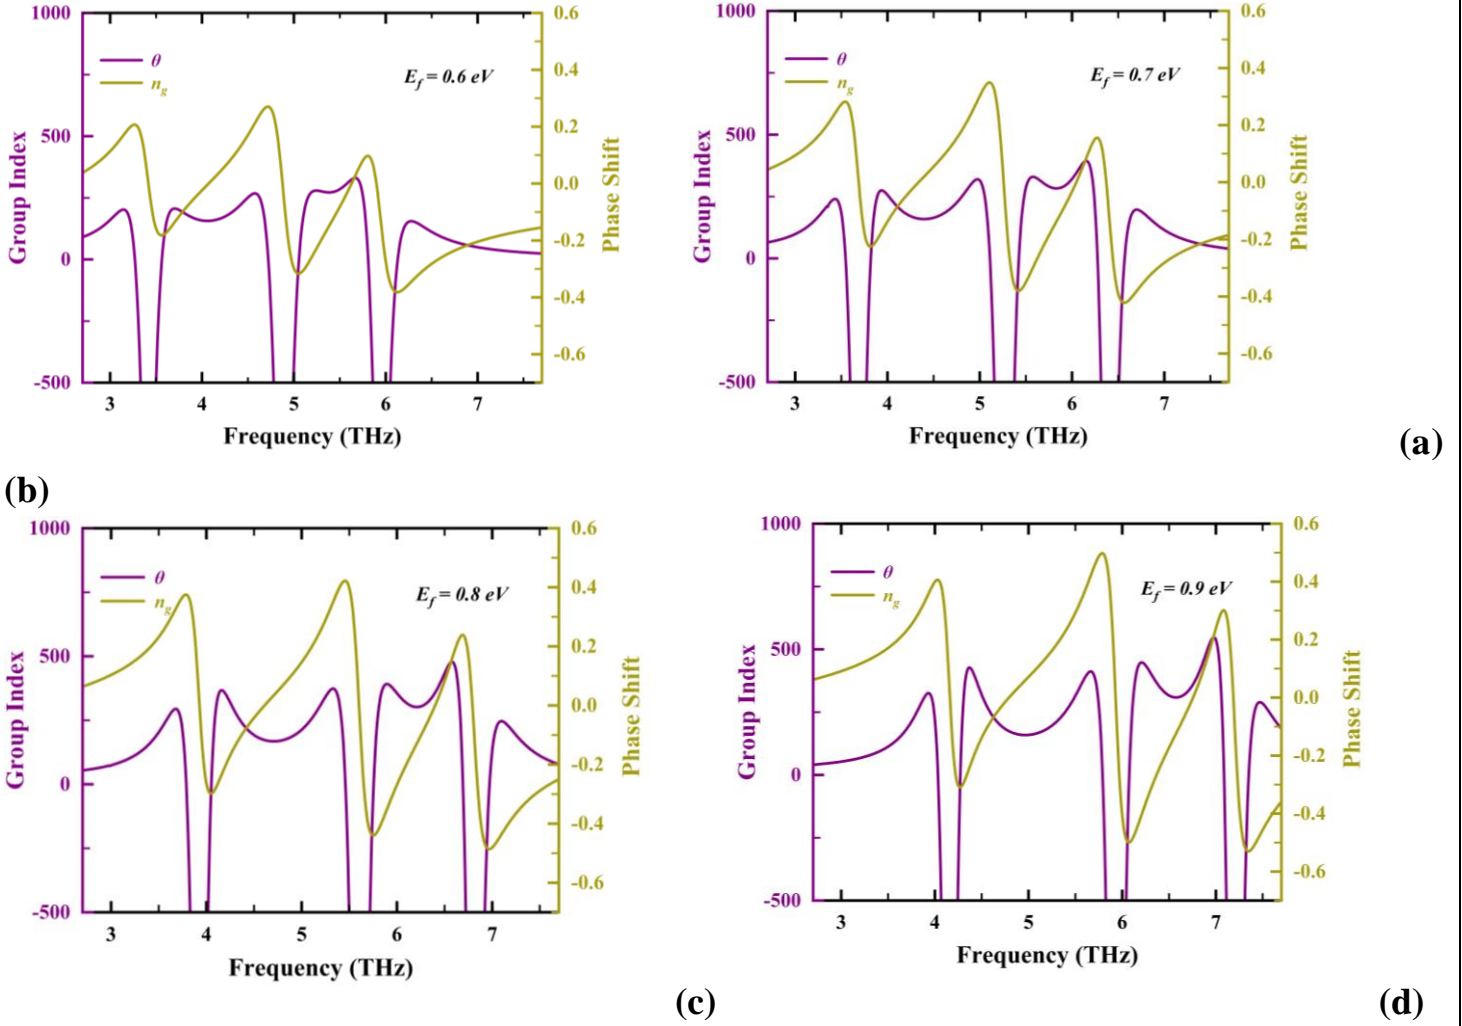 1000
500
0
-500
Group Index
θ
n_g
E_f = 0.6 eV
0.6
0.4
0.2
0.0
-0.2
-0.4
-0.6
Phase Shift
3 4 5 6 7
Frequency (THz)
1000
500
0
-500
Group Index
θ
n_g
E_f = 0.7 eV
0.6
0.4
0.2
0.0
-0.2
-0.4
-0.6
Phase Shift
3 4 5 6 7
Frequency (THz)
(a)
(b)
1000
500
0
-500
Group Index
θ
n_g
E_f = 0.8 eV
0.6
0.4
0.2
0.0
-0.2
-0.4
-0.6
Phase Shift
3 4 5 6 7
Frequency (THz)
(c)
1000
500
0
-500
Group Index
θ
n_g
E_f = 0.9 eV
0.6
0.4
0.2
0.0
-0.2
-0.4
-0.6
Phase Shift
3 4 5 6 7
Frequency (THz)
(d)